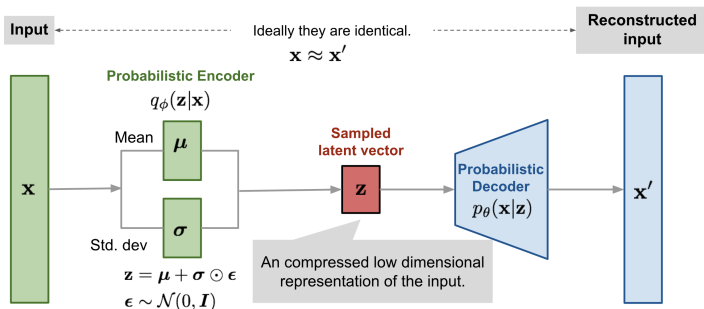 Input
Ideally they are identical.
x ≈ x′
Reconstructed
input
Probabilistic Encoder
qϕ(z|x)
Mean
μ
x
Std. dev
σ
z = μ + σ ⊙ ϵ
ϵ ∼ 𝒩(0, I)
Sampled
latent vector
z
An compressed low dimensional
representation of the input.
Probabilistic
Decoder
pθ(x|z)
x′